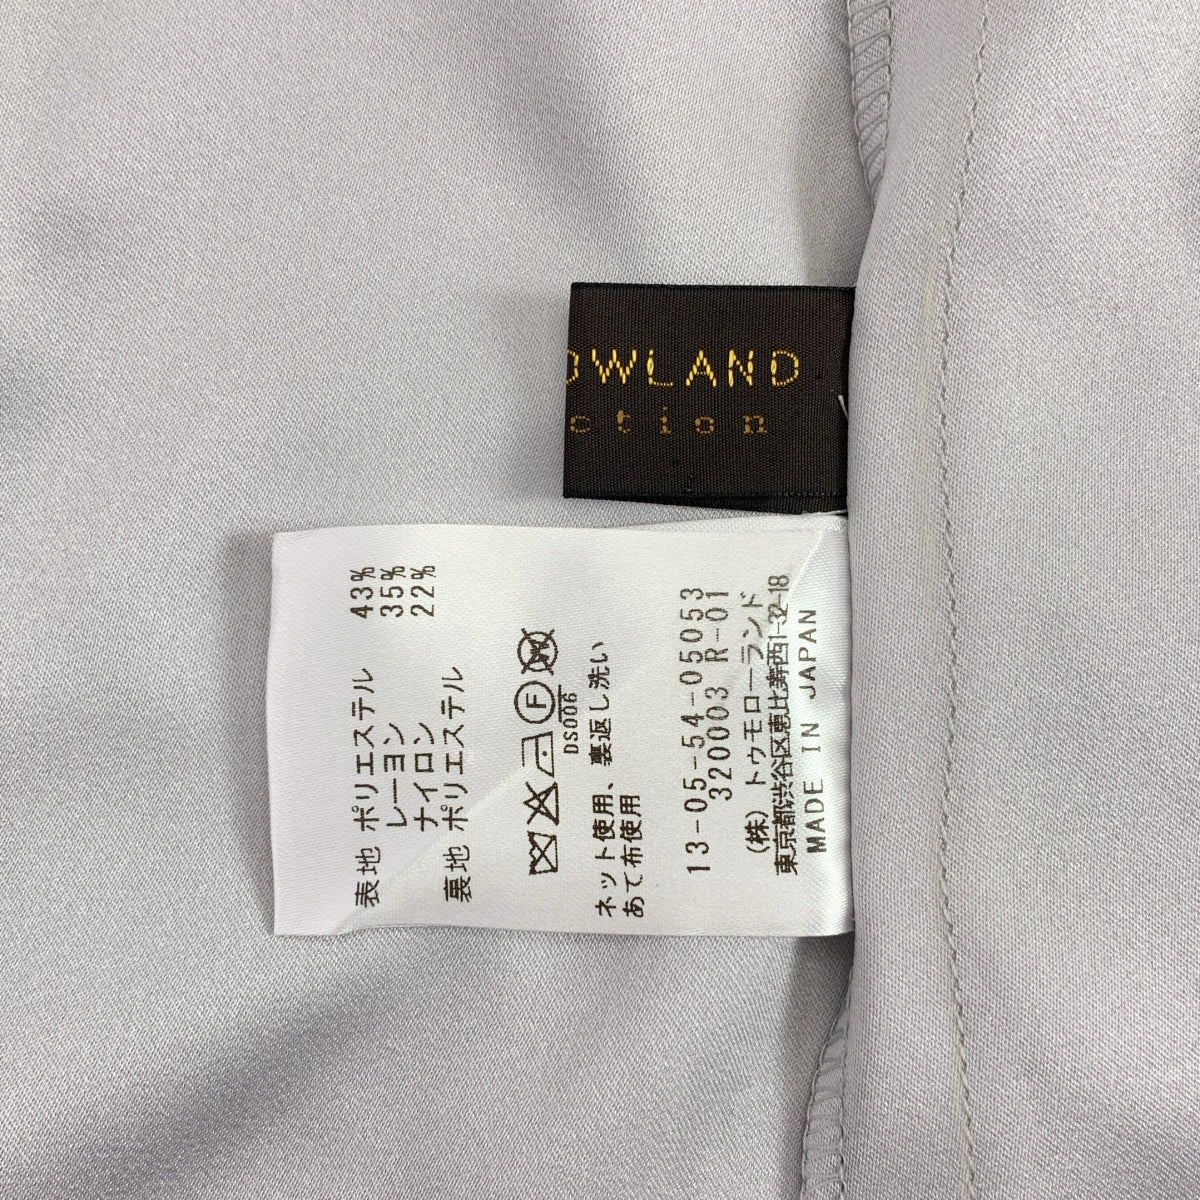 OWLAND
ction
表地 ポリエステル 43%
レーヨン 35%
ナイロン 22%
裏地 ポリエステル
F W
DS006
ネット使用、裏返し洗い
あて布使用
13-05-54-05053
320003 R-01
(株)トゥモローランド
東京都渋谷区恵比寿西1-32-18
MADE IN JAPAN